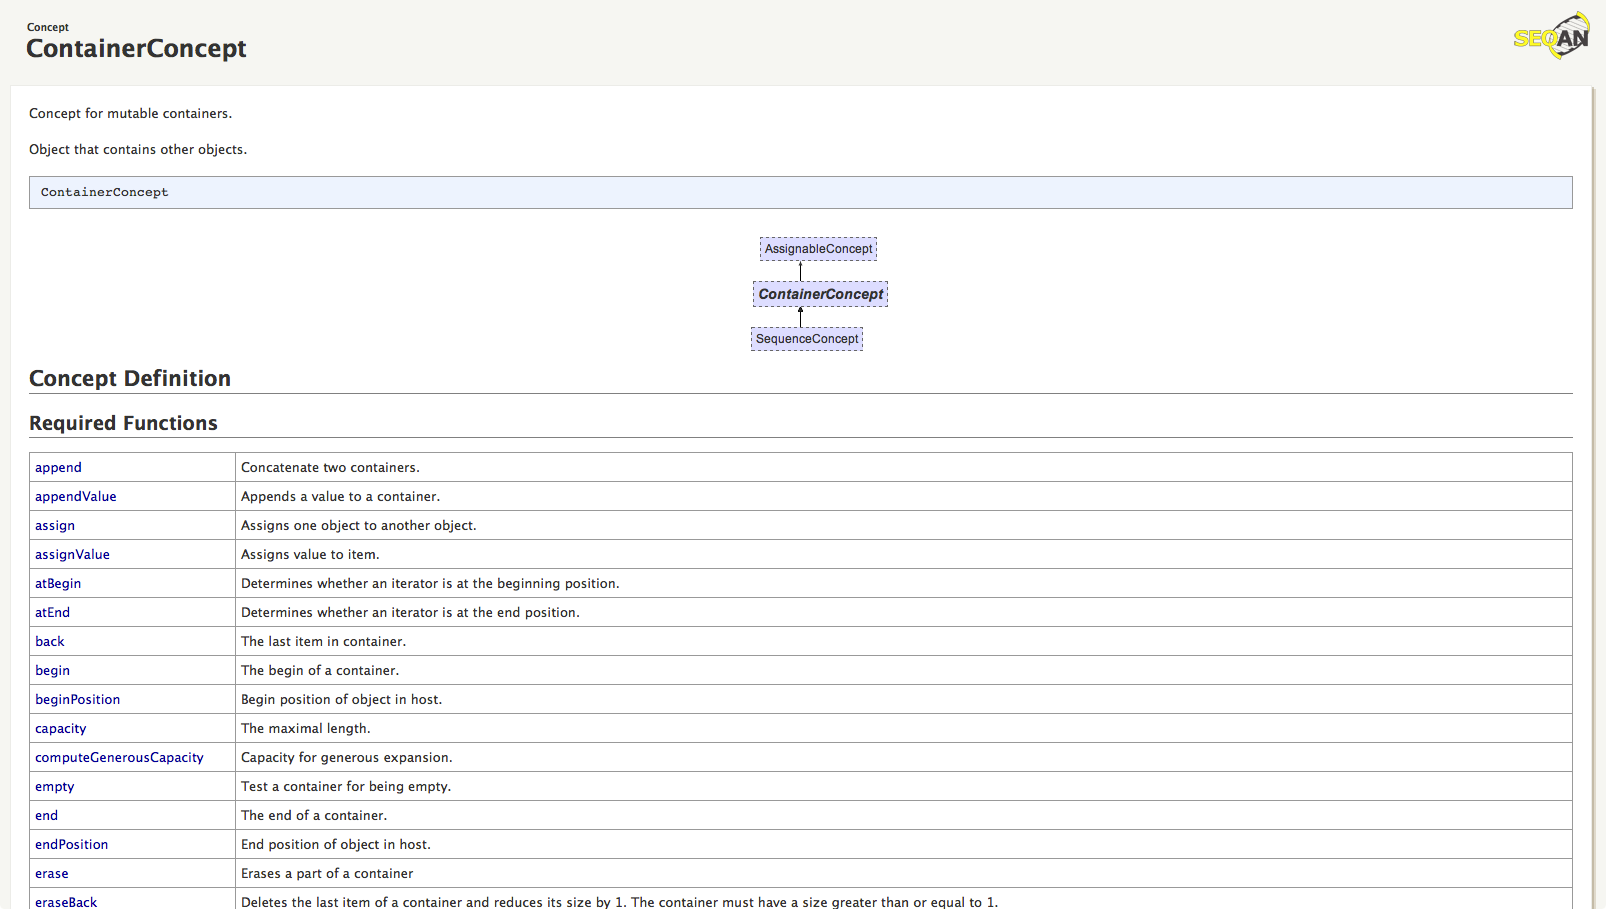 Concept
ContainerConcept
SEQAN
Concept for mutable containers.
Object that contains other objects.
ContainerConcept
AssignableConcept
ContainerConcept
SequenceConcept
Concept Definition
Required Functions
append Concatenate two containers.
appendValue Appends a value to a container.
assign Assigns one object to another object.
assignValue Assigns value to item.
atBegin Determines whether an iterator is at the beginning position.
atEnd Determines whether an iterator is at the end position.
back The last item in container.
begin The begin of a container.
beginPosition Begin position of object in host.
capacity The maximal length.
computeGenerousCapacity Capacity for generous expansion.
empty Test a container for being empty.
end The end of a container.
endPosition End position of object in host.
erase Erases a part of a container
eraseBack Deletes the last item of a container and reduces its size by 1. The container must have a size greater than or equal to 1.